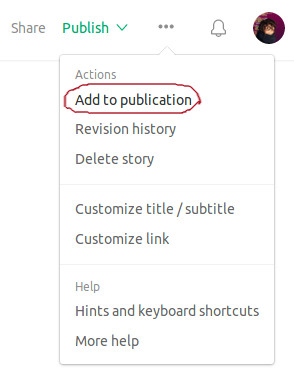 Share Publish
Actions
Add to publication
Revision history
Delete story
Customize title / subtitle
Customize link
Help
Hints and keyboard shortcuts
More help